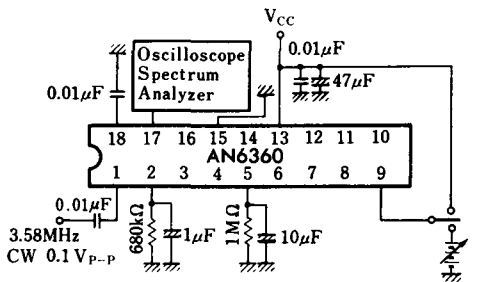 V_CC
Oscilloscope
Spectrum
Analyzer
0.01μF
0.01μF
47μF
18 17 16 15 14 13 12 11 10
AN6360
1 2 3 4 5 6 7 8 9
0.01μF
3.58MHz
CW 0.1 V_P-P
680kΩ
1μF
1MΩ
10μF